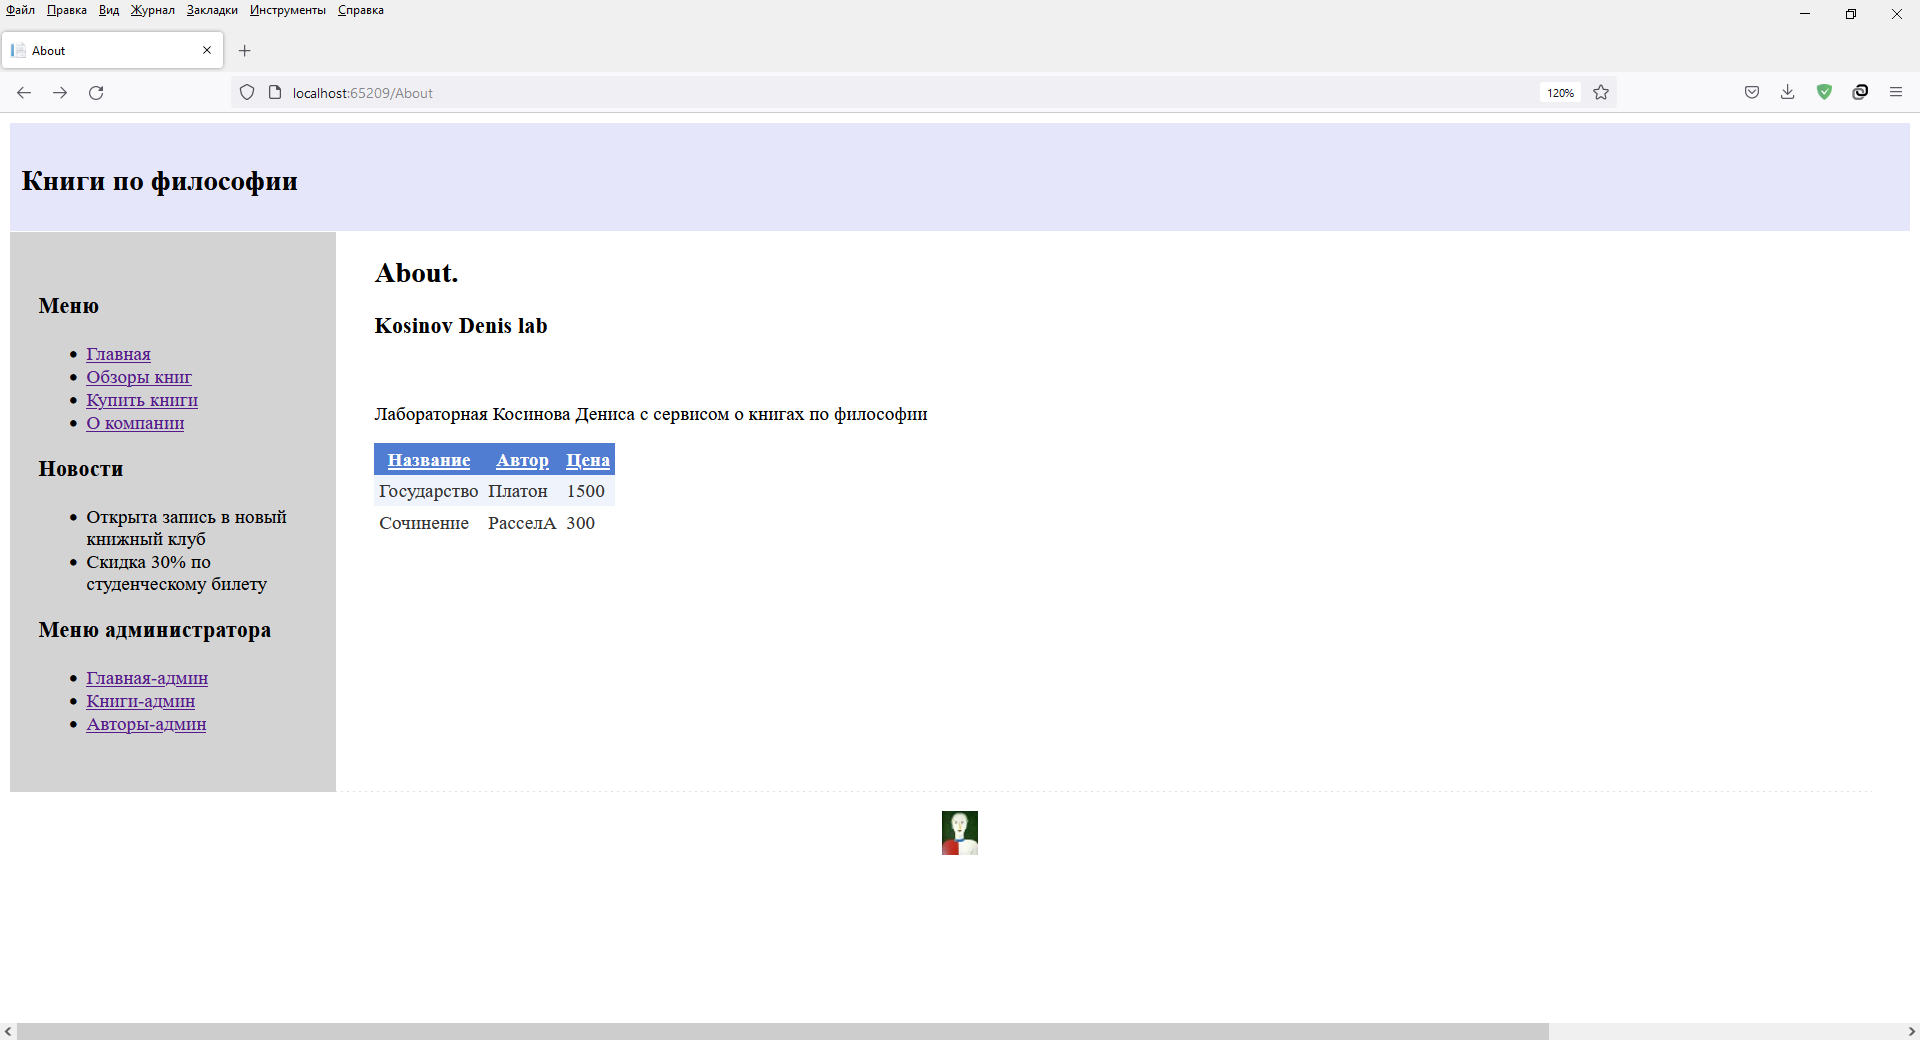 Файл Правка Вид Журнал Закладки Инструменты Справка
About
localhost:65209/About 120%
Книги по философии
Меню
Главная
Обзоры книг
Купить книги
О компании
Новости
Открыта запись в новый
книжный клуб
Скидка 30% по
студенческому билету
Меню администратора
Главная-админ
Книги-админ
Авторы-админ
About.
Kosinov Denis lab
Лабораторная Косинова Дениса с сервисом о книгах по философии
Название Автор Цена
Государство Платон 1500
Сочинение РасселА 300